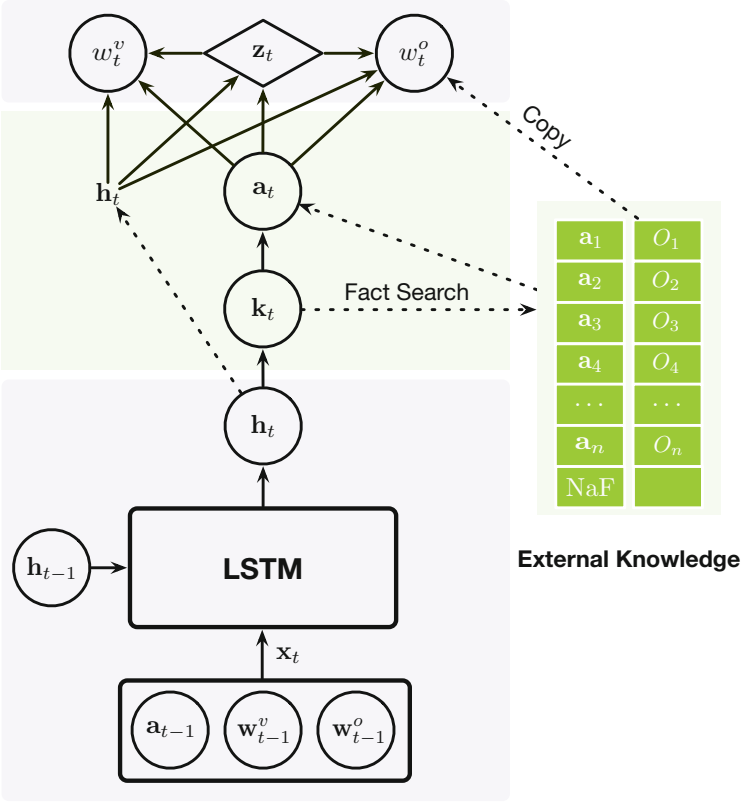 w_t^v z_t w_t^o
Copy
h_t a_t
a_1 O_1
a_2 O_2
k_t Fact Search
a_3 O_3
a_4 O_4
... ...
h_t
a_n O_n
NaF
h_{t-1} LSTM
External Knowledge
x_t
a_{t-1} w_{t-1}^v w_{t-1}^o